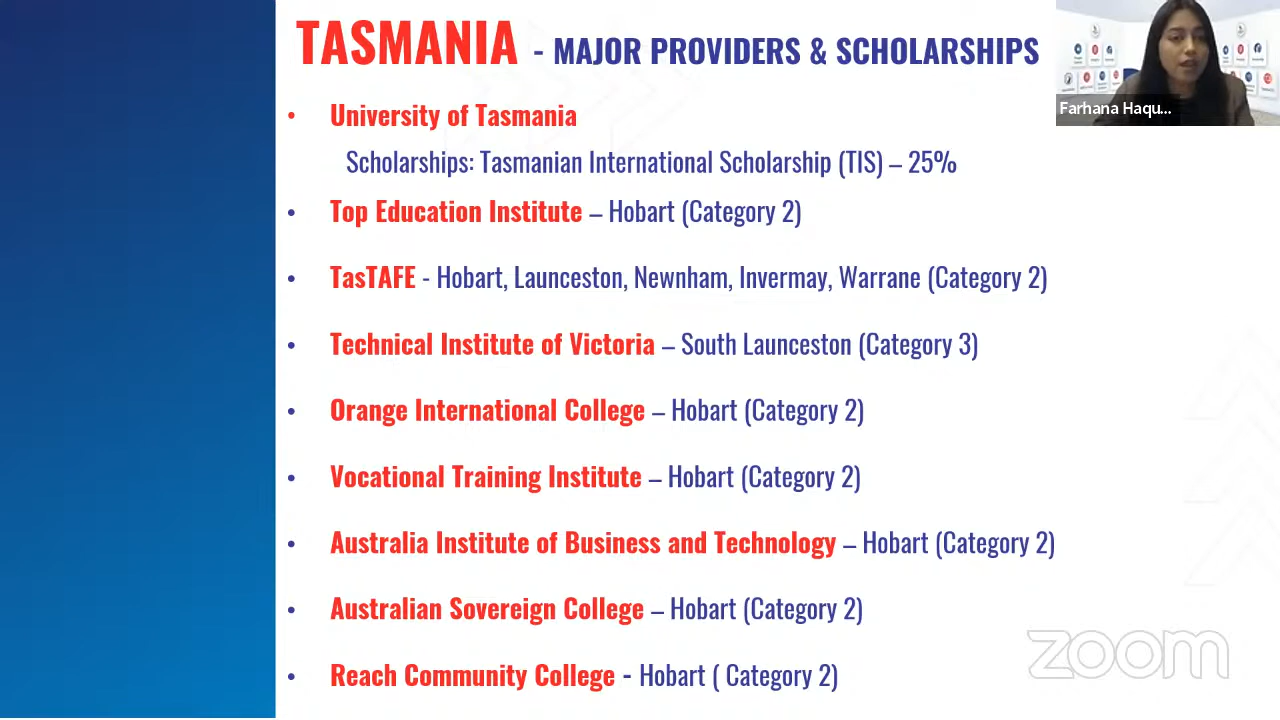 TASMANIA - MAJOR PROVIDERS & SCHOLARSHIPS
Farhana Haqu...
• University of Tasmania
Scholarships: Tasmanian International Scholarship (TIS) – 25%
• Top Education Institute – Hobart (Category 2)
• TasTAFE - Hobart, Launceston, Newnham, Invermay, Warrane (Category 2)
• Technical Institute of Victoria – South Launceston (Category 3)
• Orange International College – Hobart (Category 2)
• Vocational Training Institute – Hobart (Category 2)
• Australia Institute of Business and Technology – Hobart (Category 2)
• Australian Sovereign College – Hobart (Category 2)
• Reach Community College - Hobart ( Category 2)
zoom